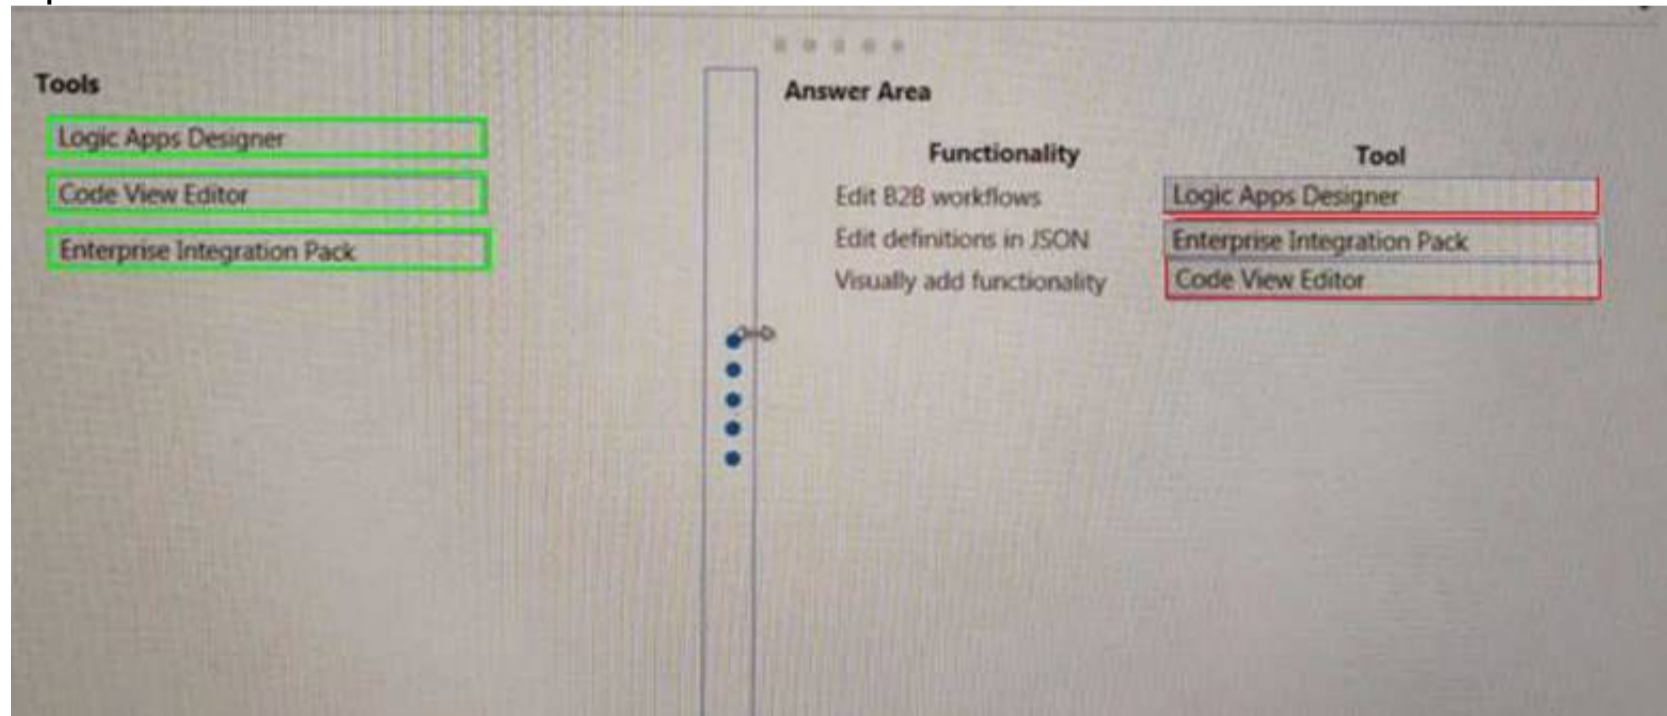 Tools
Logic Apps Designer
Code View Editor
Enterprise Integration Pack
Answer Area
Functionality Tool
Edit B2B workflows Logic Apps Designer
Edit definitions in JSON Enterprise Integration Pack
Visually add functionality Code View Editor